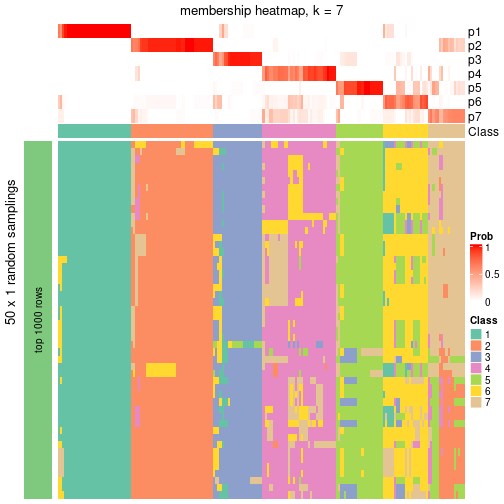 membership heatmap, k = 7
p1
p2
p3
p4
p5
p6
p7
Class
50 x 1 random samplings
top 1000 rows
Prob
1
0.5
0
Class
1
2
3
4
5
6
7